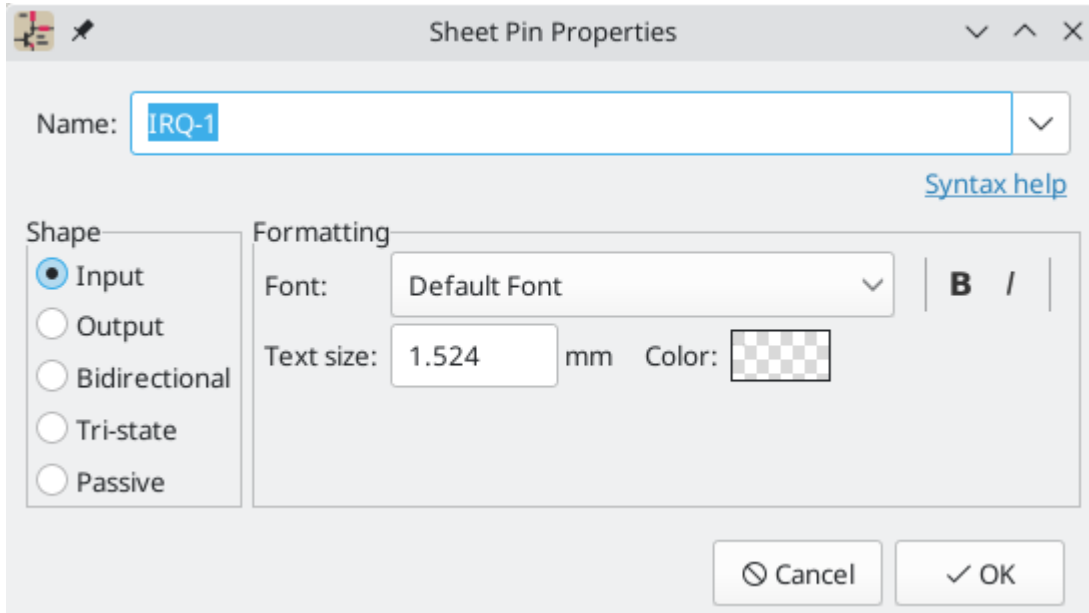 Sheet Pin Properties
Name: IRQ-1
Syntax help
Shape
Input
Output
Bidirectional
Tri-state
Passive
Formatting
Font: Default Font B I
Text size: 1.524 mm Color:
Cancel OK